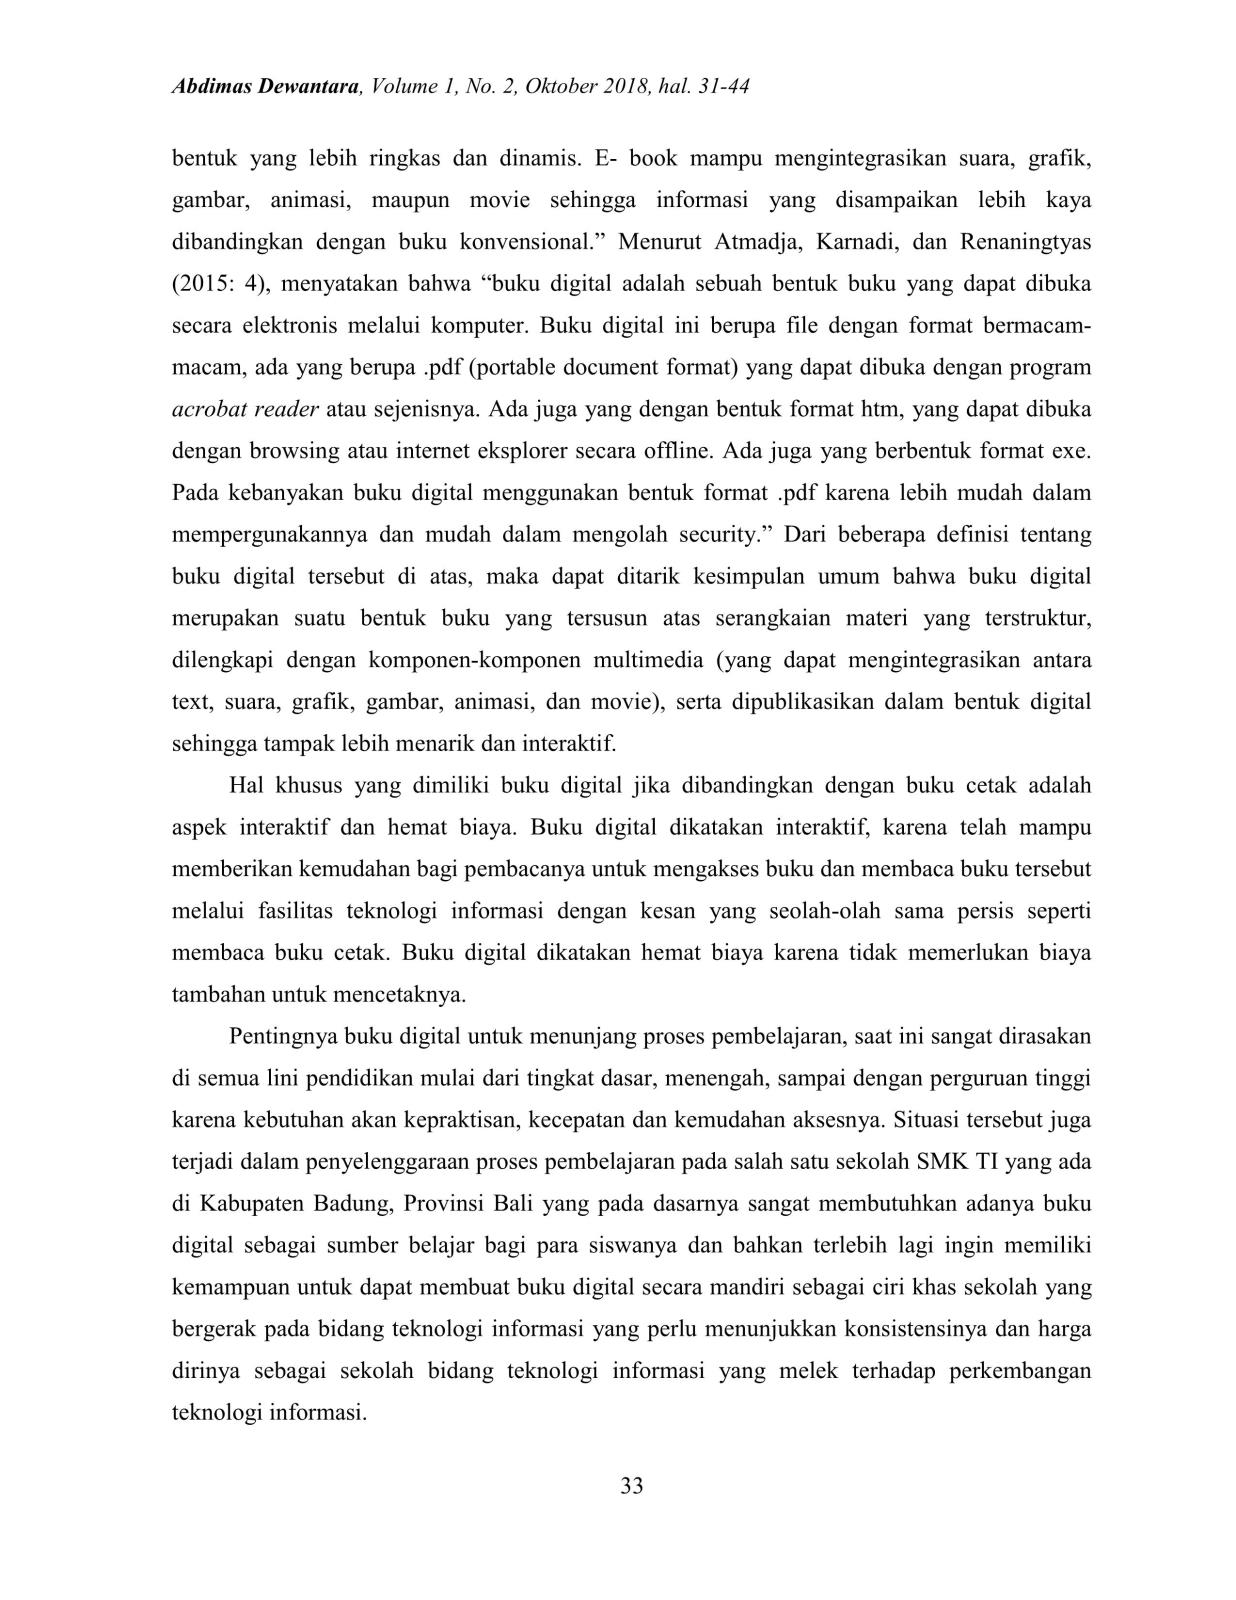 Abdimas Dewantara, Volume 1, No. 2, Oktober 2018, hal. 31-44
bentuk yang lebih ringkas dan dinamis. E- book mampu mengintegrasikan suara, grafik,
gambar, animasi, maupun movie sehingga informasi yang disampaikan lebih kaya
dibandingkan dengan buku konvensional.” Menurut Atmadja, Karnadi, dan Renaningtyas
(2015: 4), menyatakan bahwa “buku digital adalah sebuah bentuk buku yang dapat dibuka
secara elektronis melalui komputer. Buku digital ini berupa file dengan format bermacam-
macam, ada yang berupa .pdf (portable document format) yang dapat dibuka dengan program
acrobat reader atau sejenisnya. Ada juga yang dengan bentuk format htm, yang dapat dibuka
dengan browsing atau internet eksplorer secara offline. Ada juga yang berbentuk format exe.
Pada kebanyakan buku digital menggunakan bentuk format .pdf karena lebih mudah dalam
mempergunakannya dan mudah dalam mengolah security.” Dari beberapa definisi tentang
buku digital tersebut di atas, maka dapat ditarik kesimpulan umum bahwa buku digital
merupakan suatu bentuk buku yang tersusun atas serangkaian materi yang terstruktur,
dilengkapi dengan komponen-komponen multimedia (yang dapat mengintegrasikan antara
text, suara, grafik, gambar, animasi, dan movie), serta dipublikasikan dalam bentuk digital
sehingga tampak lebih menarik dan interaktif.
Hal khusus yang dimiliki buku digital jika dibandingkan dengan buku cetak adalah
aspek interaktif dan hemat biaya. Buku digital dikatakan interaktif, karena telah mampu
memberikan kemudahan bagi pembacanya untuk mengakses buku dan membaca buku tersebut
melalui fasilitas teknologi informasi dengan kesan yang seolah-olah sama persis seperti
membaca buku cetak. Buku digital dikatakan hemat biaya karena tidak memerlukan biaya
tambahan untuk mencetaknya.
Pentingnya buku digital untuk menunjang proses pembelajaran, saat ini sangat dirasakan
di semua lini pendidikan mulai dari tingkat dasar, menengah, sampai dengan perguruan tinggi
karena kebutuhan akan kepraktisan, kecepatan dan kemudahan aksesnya. Situasi tersebut juga
terjadi dalam penyelenggaraan proses pembelajaran pada salah satu sekolah SMK TI yang ada
di Kabupaten Badung, Provinsi Bali yang pada dasarnya sangat membutuhkan adanya buku
digital sebagai sumber belajar bagi para siswanya dan bahkan terlebih lagi ingin memiliki
kemampuan untuk dapat membuat buku digital secara mandiri sebagai ciri khas sekolah yang
bergerak pada bidang teknologi informasi yang perlu menunjukkan konsistensinya dan harga
dirinya sebagai sekolah bidang teknologi informasi yang melek terhadap perkembangan
teknologi informasi.
33